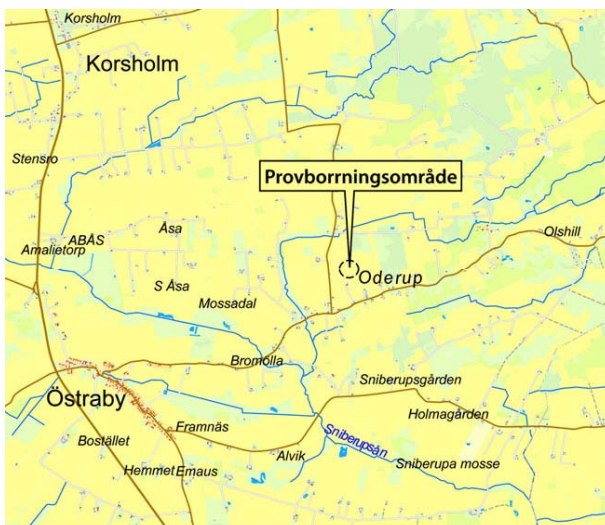 Korsholm
Korsholm
Stensro
Provborrningsområde
Åsa
ABÅS
Amalietorp
Olshill
Oderup
S Åsa
Mossadal
Bromölla
Sniberupsgården
Östraby
Holmagården
Framnäs
Bostället
Sniberupsån
Alvik
Sniberupa mosse
Hemmet
Emaus